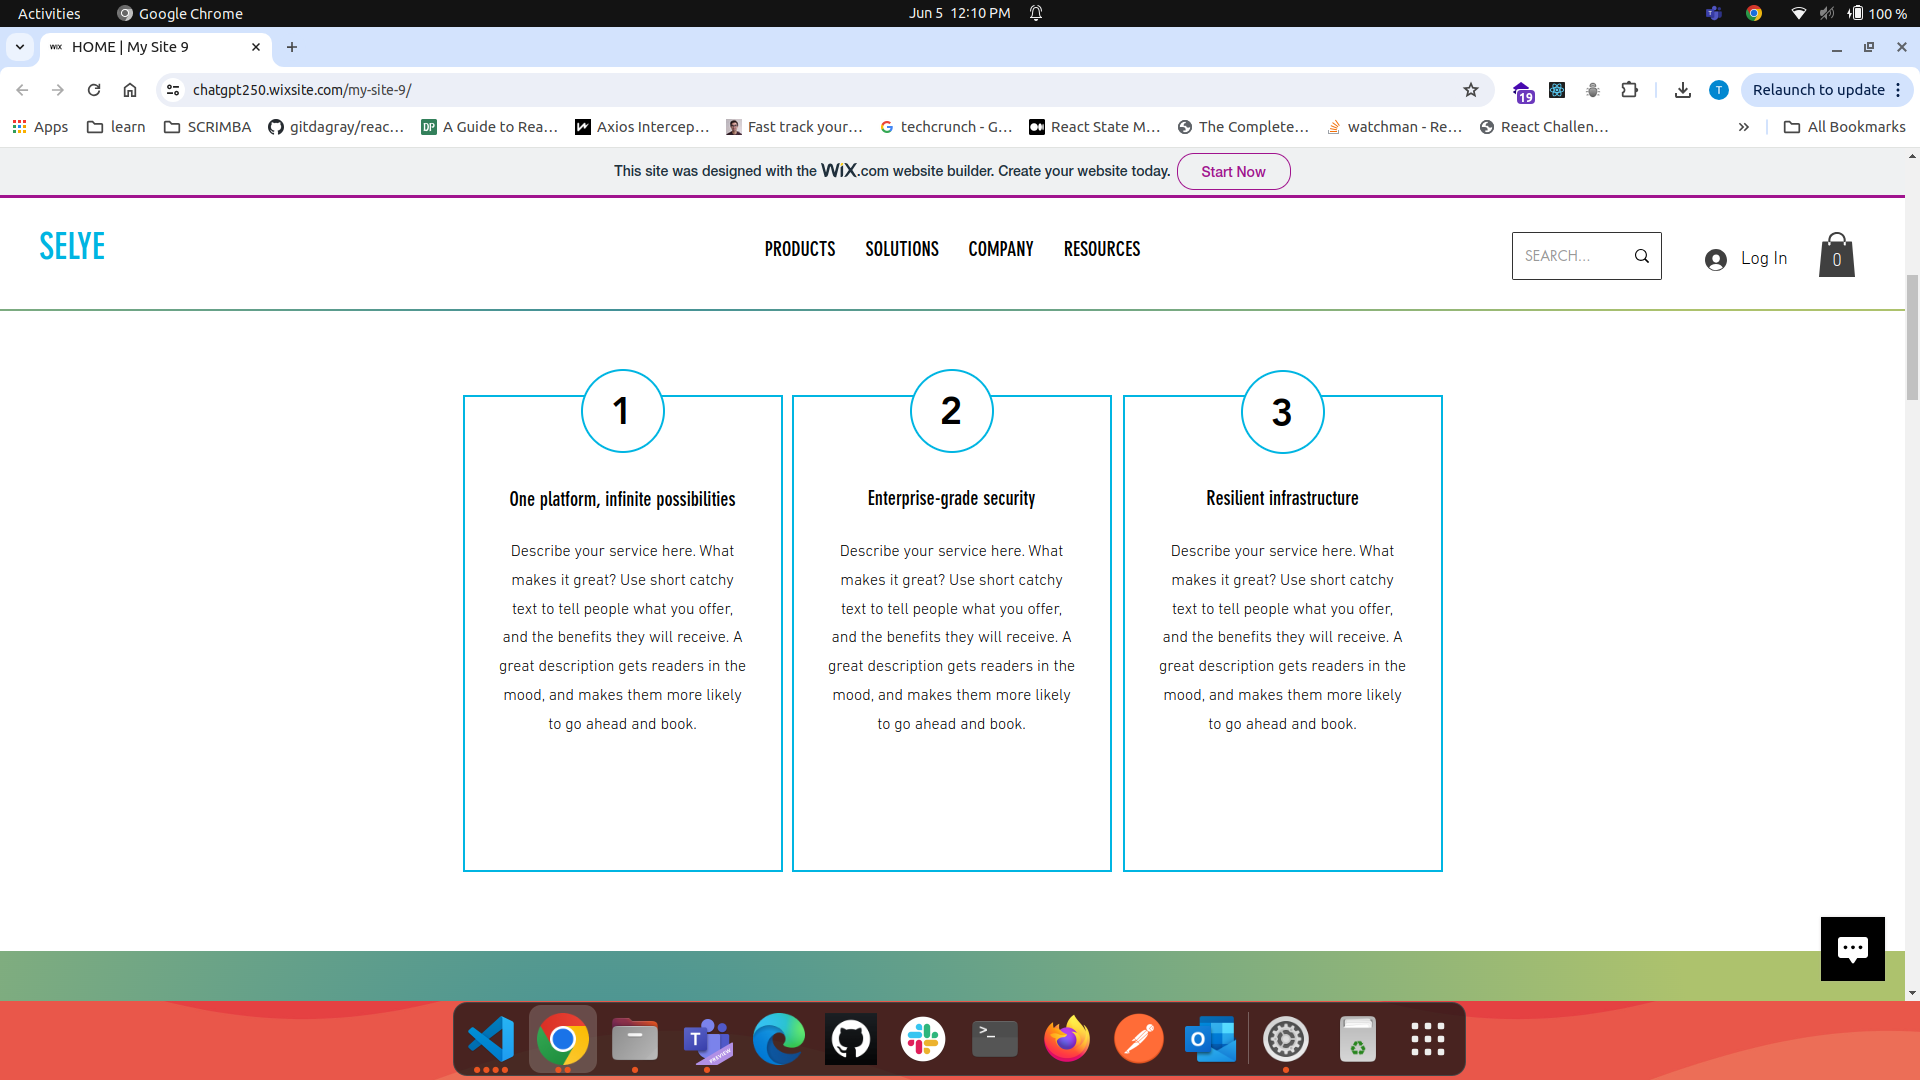 Activities
Google Chrome
Jun 5 12:10 PM
100 %
WiX HOME | My Site 9
chatgpt250.wixsite.com/my-site-9/
19
T
Relaunch to update
Apps
learn
SCRIMBA
gitdagray/reac...
DP A Guide to Rea...
Axios Intercep...
Fast track your...
techcrunch - G...
React State M...
The Complete...
watchman - Re...
React Challen...
All Bookmarks
This site was designed with the WiX.com website builder. Create your website today.
Start Now
SELYE
PRODUCTS
SOLUTIONS
COMPANY
RESOURCES
SEARCH...
Log In
0
1
One platform, infinite possibilities
Describe your service here. What
makes it great? Use short catchy
text to tell people what you offer,
and the benefits they will receive. A
great description gets readers in the
mood, and makes them more likely
to go ahead and book.
2
Enterprise-grade security
Describe your service here. What
makes it great? Use short catchy
text to tell people what you offer,
and the benefits they will receive. A
great description gets readers in the
mood, and makes them more likely
to go ahead and book.
3
Resilient infrastructure
Describe your service here. What
makes it great? Use short catchy
text to tell people what you offer,
and the benefits they will receive. A
great description gets readers in the
mood, and makes them more likely
to go ahead and book.
T
PREVIEW
O